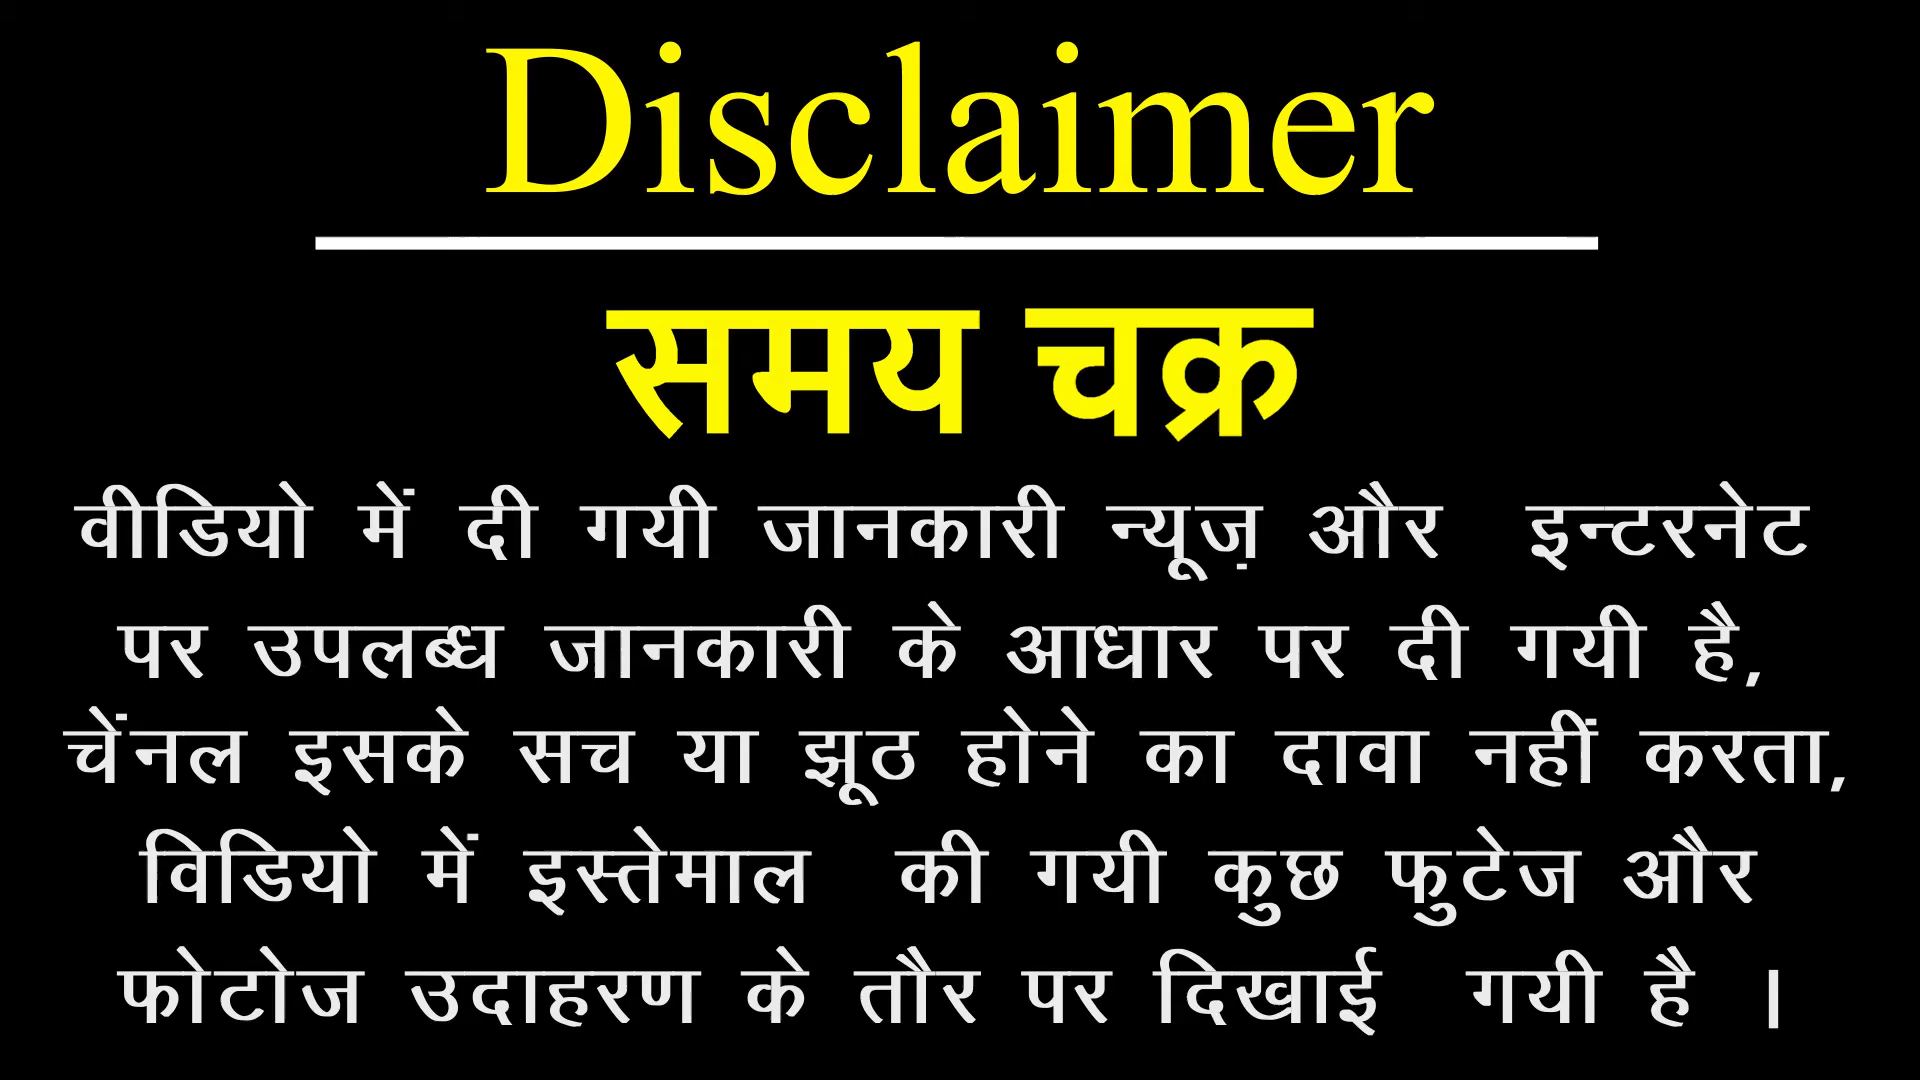 Disclaimer
समय चक्र
वीडियो में दी गयी जानकारी न्यूज़ और इन्टरनेट
पर उपलब्ध जानकारी के आधार पर दी गयी है,
चेंनल इसके सच या झूठ होने का दावा नहीं करता,
विडियो में इस्तेमाल की गयी कुछ फुटेज और
फोटोज उदाहरण के तौर पर दिखाई गयी है ।